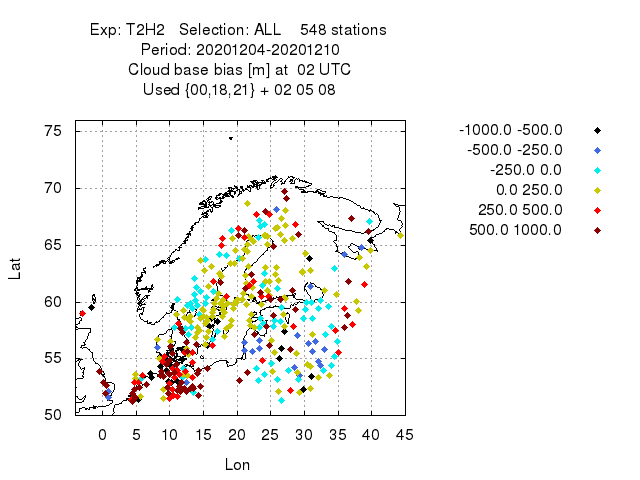 Exp: T2H2 Selection: ALL 548 stations
Period: 20201204-20201210
Cloud base bias [m] at 02 UTC
Used {00,18,21} + 02 05 08
-1000.0 -500.0
-500.0 -250.0
-250.0 0.0
0.0 250.0
250.0 500.0
500.0 1000.0
75
70
65
60
55
50
Lat
0 5 10 15 20 25 30 35 40 45
Lon